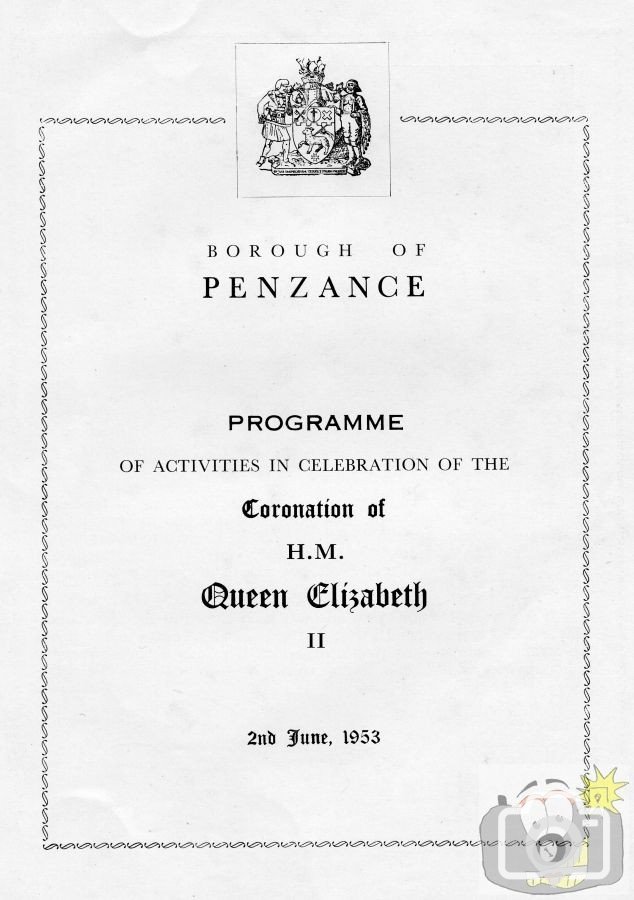 BOROUGH OF
PENZANCE
PROGRAMME
OF ACTIVITIES IN CELEBRATION OF THE
Coronation of
H.M.
Queen Elizabeth
II
2nd June, 1953